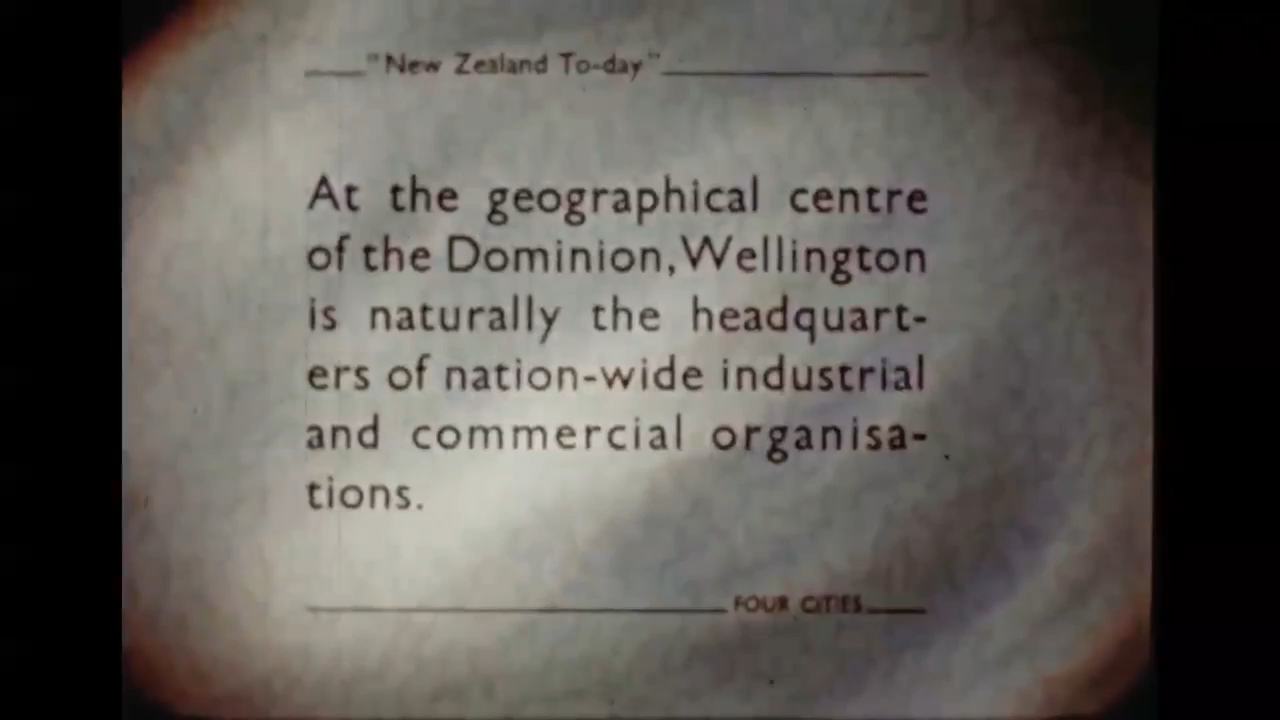 "New Zealand To-day"
At the geographical centre
of the Dominion, Wellington
is naturally the headquart-
ers of nation-wide industrial
and commercial organisa-
tions.
FOUR CITIES